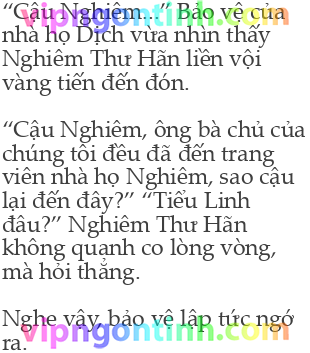 “Cậu Nghiêm...” Bảo vệ của
nhà họ Dịch vừa nhìn thấy
Nghiêm Thư Hãn liền vội
vàng tiến đến đón.
“Cậu Nghiêm, ông bà chủ của
chúng tôi đều đã đến trang
viên nhà họ Nghiêm, sao cậu
lại đến đây?” “Tiểu Linh
đâu?” Nghiêm Thư Hãn
không quanh co lòng vòng,
mà hỏi thẳng.
Nghe vậy, bảo vệ lập tức ngớ
ra.
vipngontinh.com
vipngontinh.com